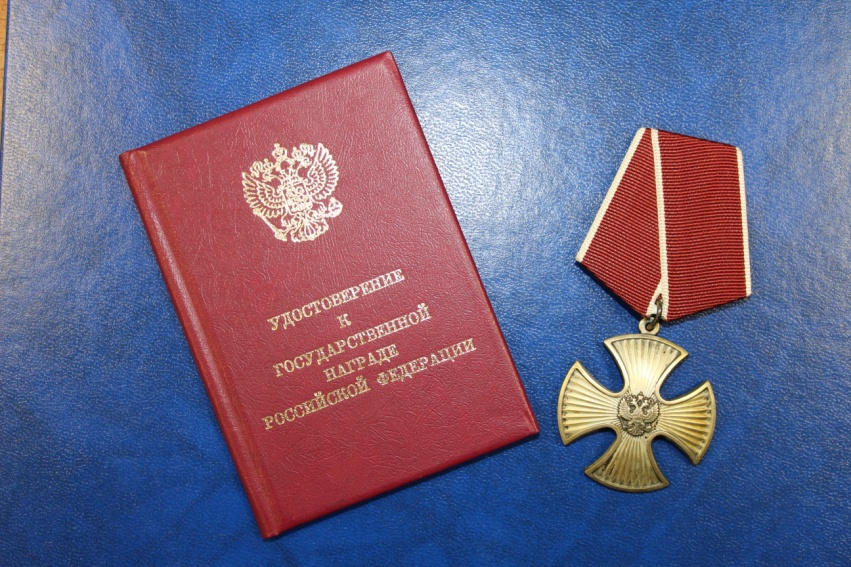 УДОСТОВЕРЕНИЕ
К
ГОСУДАРСТВЕННОЙ
НАГРАДЕ
РОССИЙСКОЙ ФЕДЕРАЦИИ